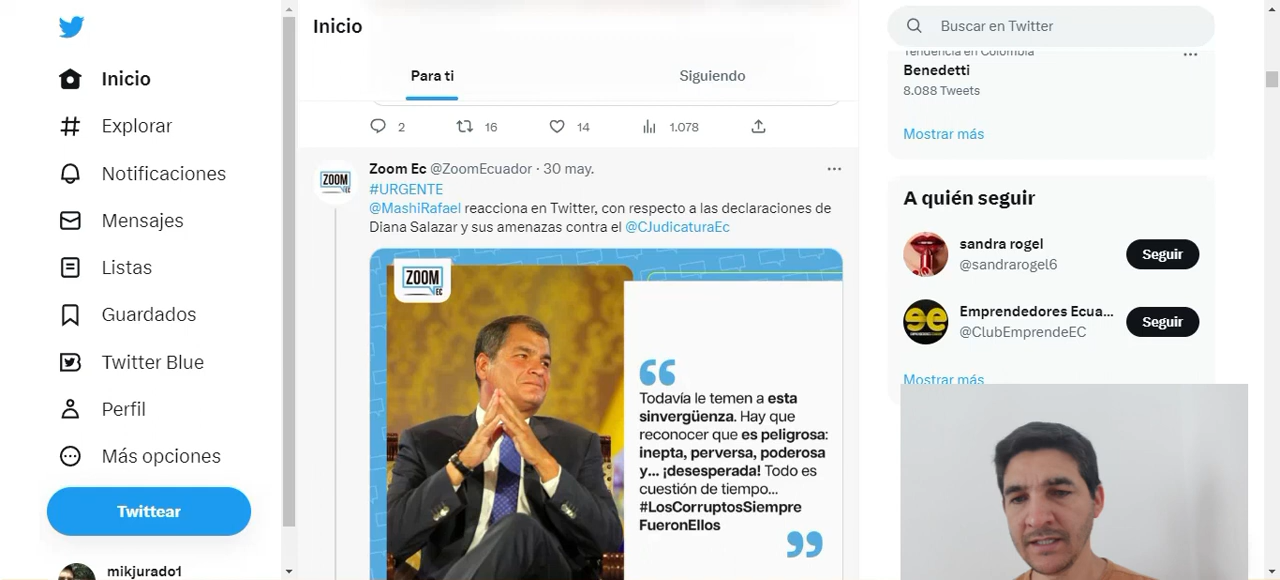 Inicio
Explorar
Notificaciones
Mensajes
Listas
Guardados
Twitter Blue
Perfil
Más opciones
Twittear
mikjurado1
Inicio
Para ti
Siguiendo
2
16
14
1.078
Zoom Ec @ZoomEcuador · 30 may.
#URGENTE
@MashiRafael reacciona en Twitter, con respecto a las declaraciones de
Diana Salazar y sus amenazas contra el @CJudicaturaEc
ZOOM
EC
ZOOM
EC
“
Todavía le temen a esta
sinvergüenza. Hay que
reconocer que es peligrosa:
inepta, perversa, poderosa
y... ¡desesperada! Todo es
cuestión de tiempo...
#LosCorruptosSiempre
FueronEllos
”
Buscar en Twitter
Tendencia en Colombia
Benedetti
8.088 Tweets
Mostrar más
A quién seguir
sandra rogel
@sandrarogel6
Seguir
Emprendedores Ecua...
@ClubEmprendeEC
Seguir
Mostrar más